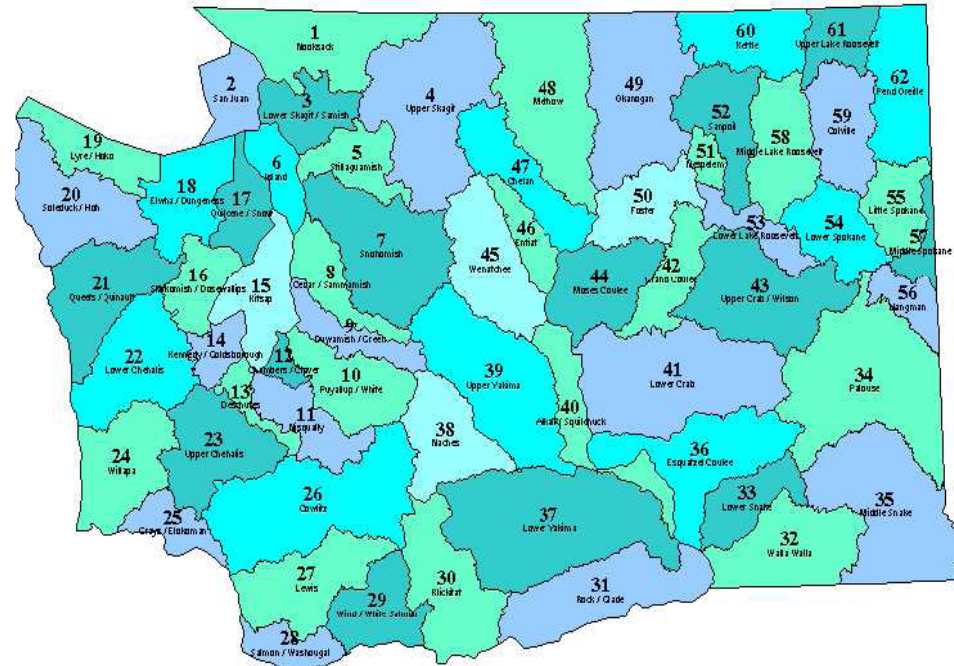 1
Nooksack
2
San Juan
3
Lower Skagit / Samish
4
Upper Skagit
5
Stillaguamish
6
Island
7
Snohomish
8
Cedar / Sammamish
9
Duwamish / Green
10
Puyallup / White
11
Nisqually
12
Chambers / Clover
13
Deschutes
14
Kennedy / Goldsborough
15
Kitsap
16
Skokomish / Dosewallips
17
Quilcene / Snow
18
Elwha / Dungeness
19
Lyre / Hoko
20
Soleduck / Hoh
21
Queets / Quinault
22
Lower Chehalis
23
Upper Chehalis
24
Willapa
25
Grays / Elokoman
26
Cowlitz
27
Lewis
28
Salmon / Washougal
29
Wind / White Salmon
30
Klickitat
31
Rock / Glade
32
Walla Walla
33
Lower Snake
34
Palouse
35
Middle Snake
36
Esquatzel Coulee
37
Lower Yakima
38
Naches
39
Upper Yakima
40
Alkali / Squilchuck
41
Lower Crab
42
Grand Coulee
43
Upper Crab / Wilson
44
Moses Coulee
45
Wenatchee
46
Entiat
47
Chelan
48
Methow
49
Okanogan
50
Foster
51
Nespelem
52
Sanpoil
53
Lower Lake Roosevelt
54
Lower Spokane
55
Little Spokane
56
Hangman
57
Middle Spokane
58
Middle Lake Roosevelt
59
Colville
60
Kettle
61
Upper Lake Roosevelt
62
Pend Oreille